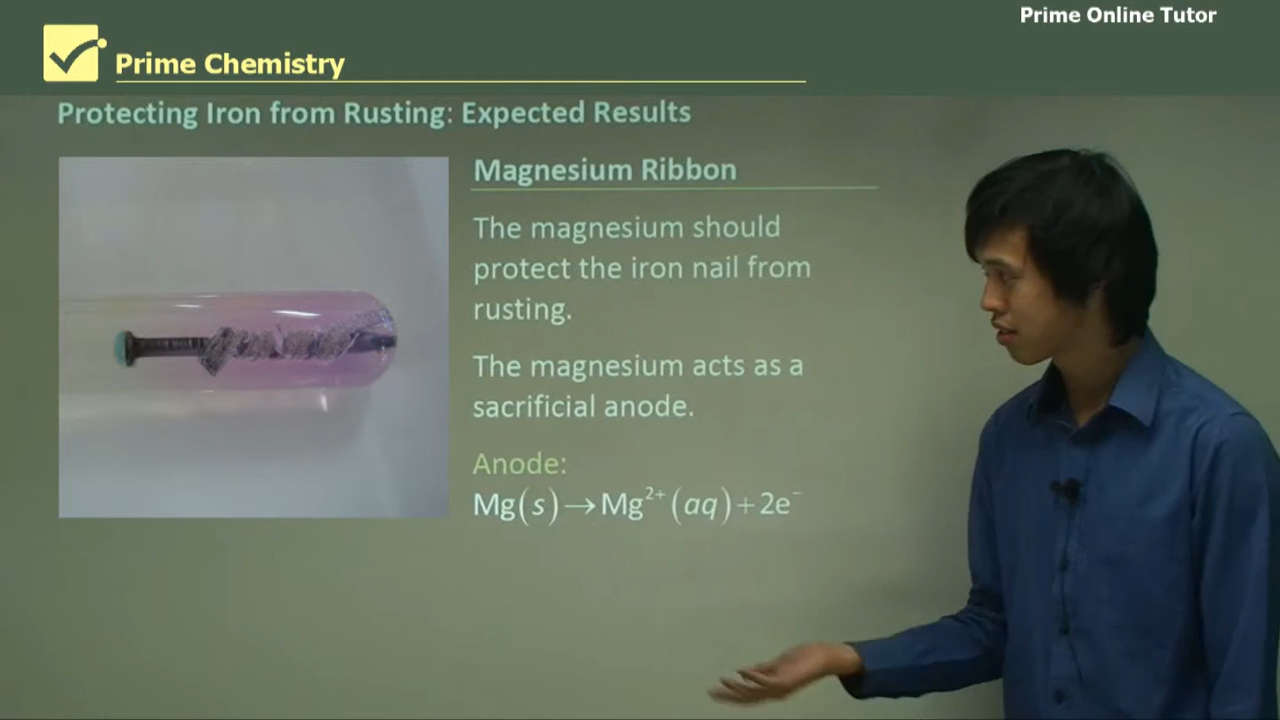 Prime Online Tutor
Prime Chemistry
Protecting Iron from Rusting: Expected Results
Magnesium Ribbon
The magnesium should
protect the iron nail from
rusting.
The magnesium acts as a
sacrificial anode.
Anode:
Mg(s)→Mg²⁺(aq)+2e⁻